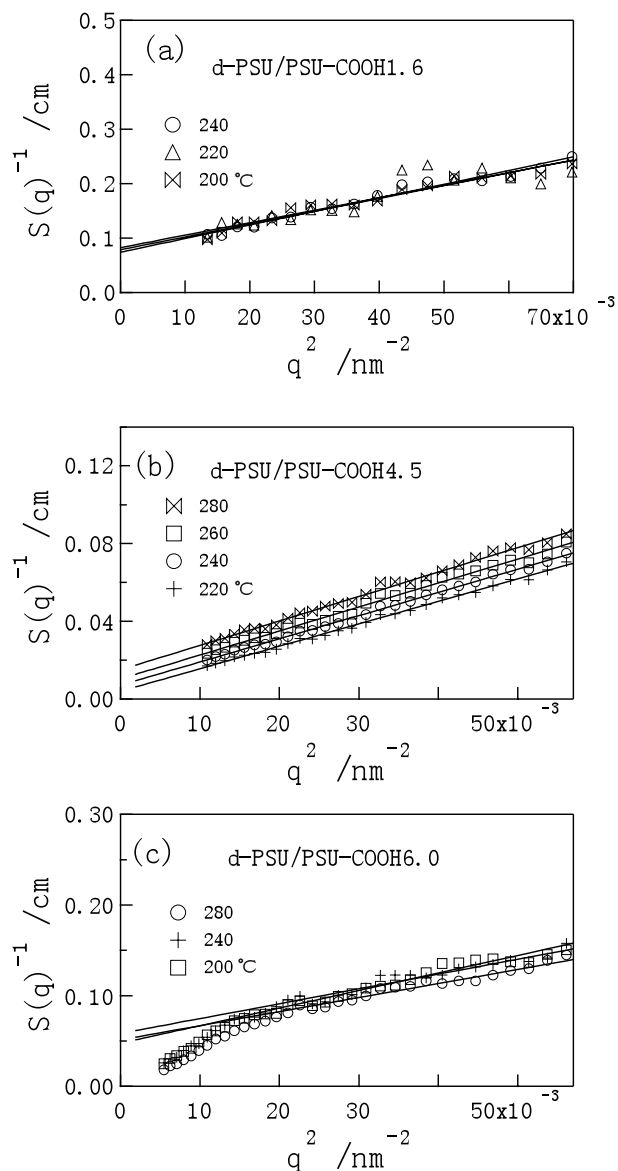 (a)
d-PSU/PSU-COOH1.6
240
220
200 ℃
S(q)⁻¹ /cm
0.5
0.4
0.3
0.2
0.1
0.0
0 10 20 30 40 50 60 70x10⁻³
q² /nm⁻²
(b)
d-PSU/PSU-COOH4.5
280
260
240
220 ℃
S(q)⁻¹ /cm
0.12
0.08
0.04
0.00
0 10 20 30 50x10⁻³
q² /nm⁻²
(c)
d-PSU/PSU-COOH6.0
280
240
200 ℃
S(q)⁻¹ /cm
0.30
0.20
0.10
0.00
0 10 20 30 50x10⁻³
q² /nm⁻²